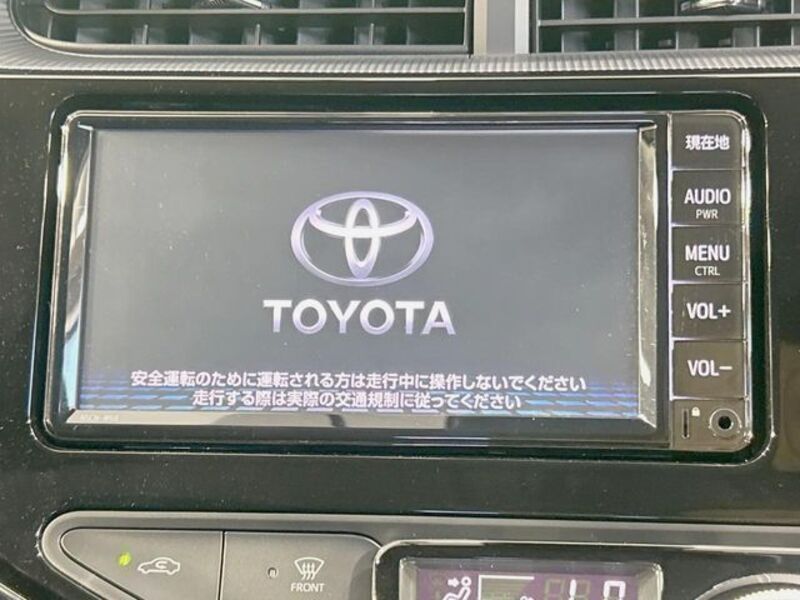 現在地
AUDIO
PWR
MENU
CTRL
VOL+
VOL-
TOYOTA
安全運転のために運転される方は走行中に操作しないでください
走行する際は実際の交通規制に従ってください
FRONT